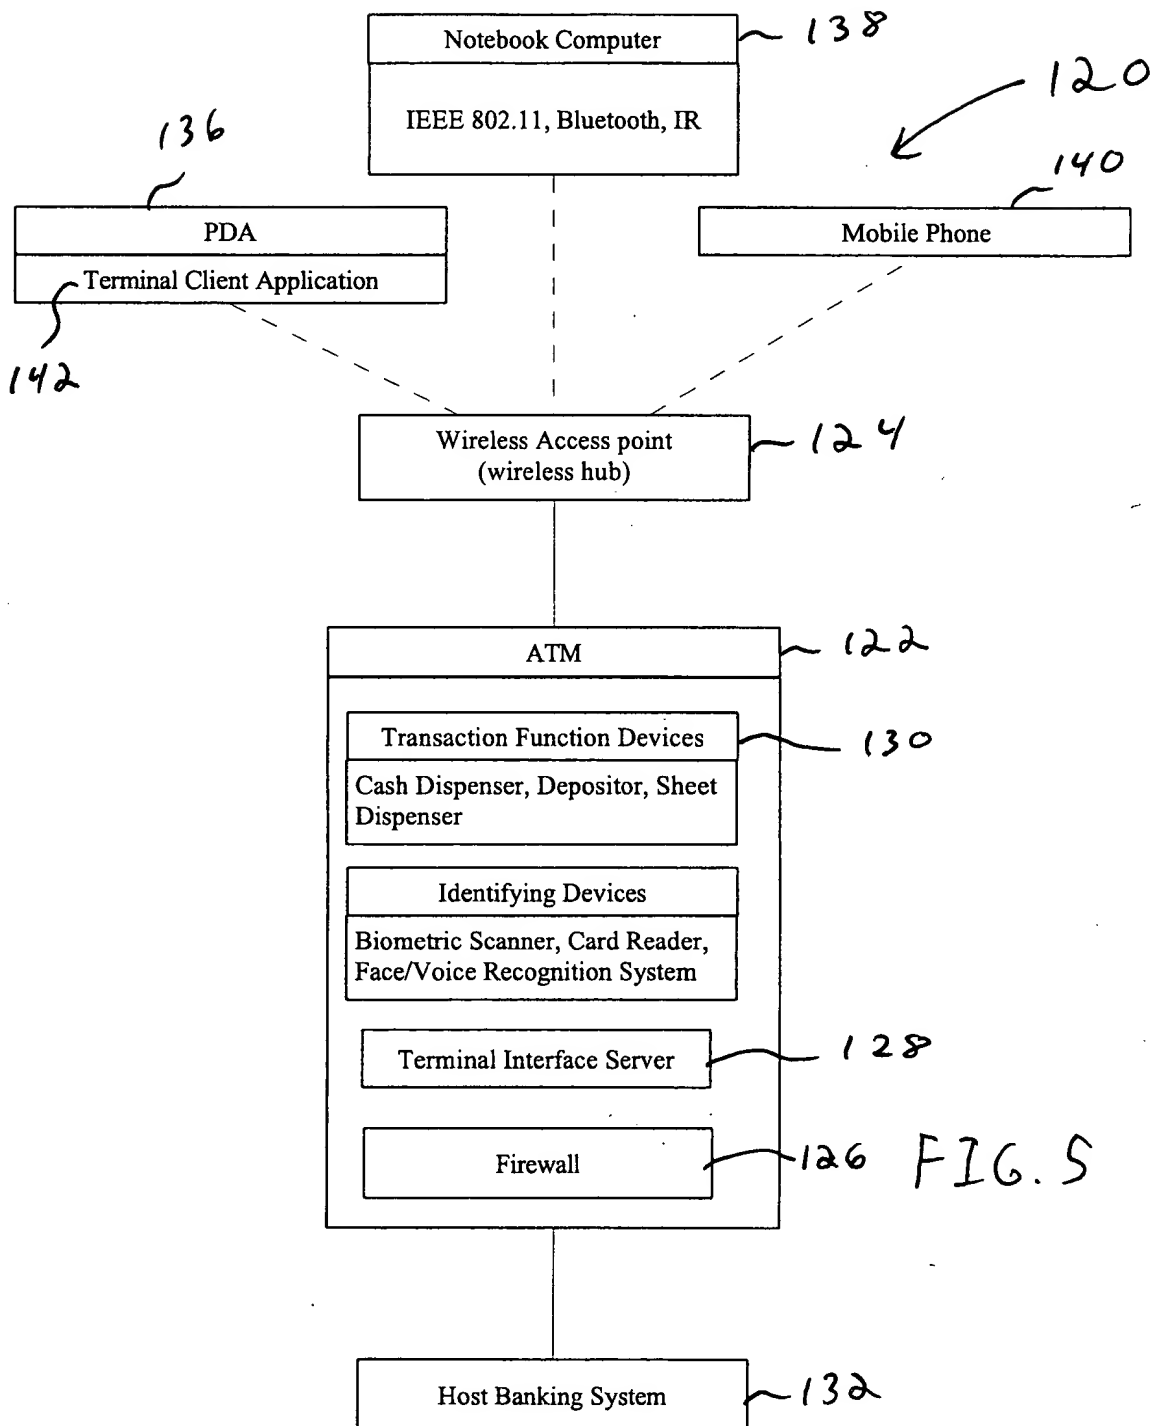 Notebook Computer
138
IEEE 802.11, Bluetooth, IR
120
136
140
PDA
Mobile Phone
Terminal Client Application
142
Wireless Access point
(wireless hub)
124
ATM
122
Transaction Function Devices
130
Cash Dispenser, Depositor, Sheet
Dispenser
Identifying Devices
Biometric Scanner, Card Reader,
Face/Voice Recognition System
Terminal Interface Server
128
Firewall
126
FIG. 5
Host Banking System
132